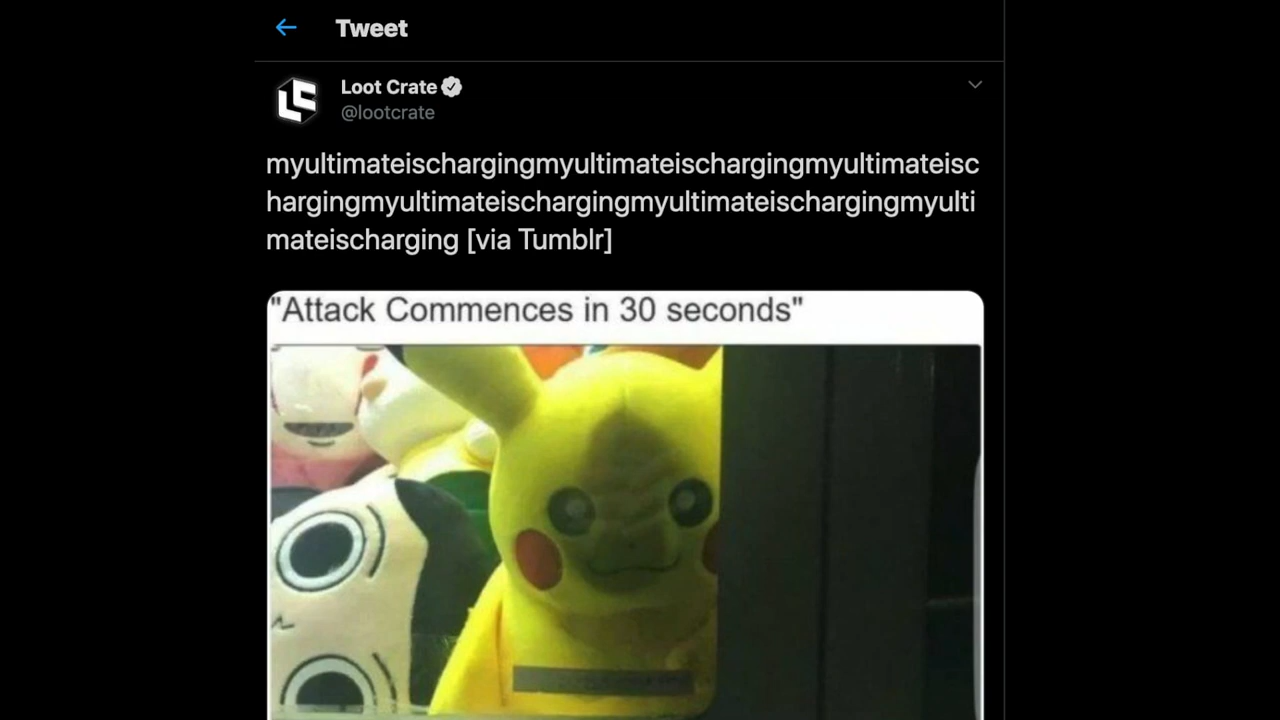 Tweet
Loot Crate
@lootcrate
myultimateischargingmyultimateischargingmyultimateisc
hargingmyultimateischargingmyultimateischargingmyulti
mateischarging [via Tumblr]
"Attack Commences in 30 seconds"